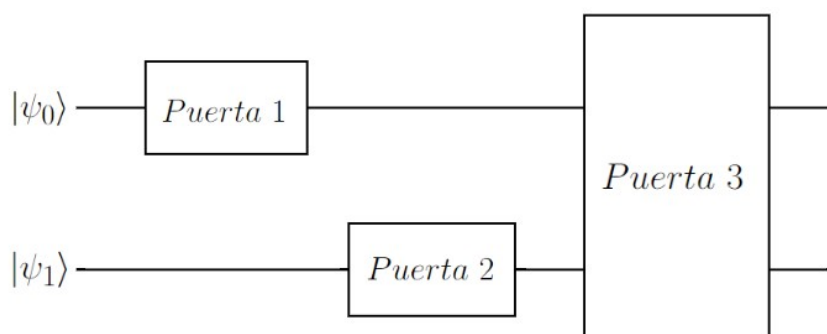 |ψ₀⟩
Puerta 1
Puerta 3
|ψ₁⟩
Puerta 2